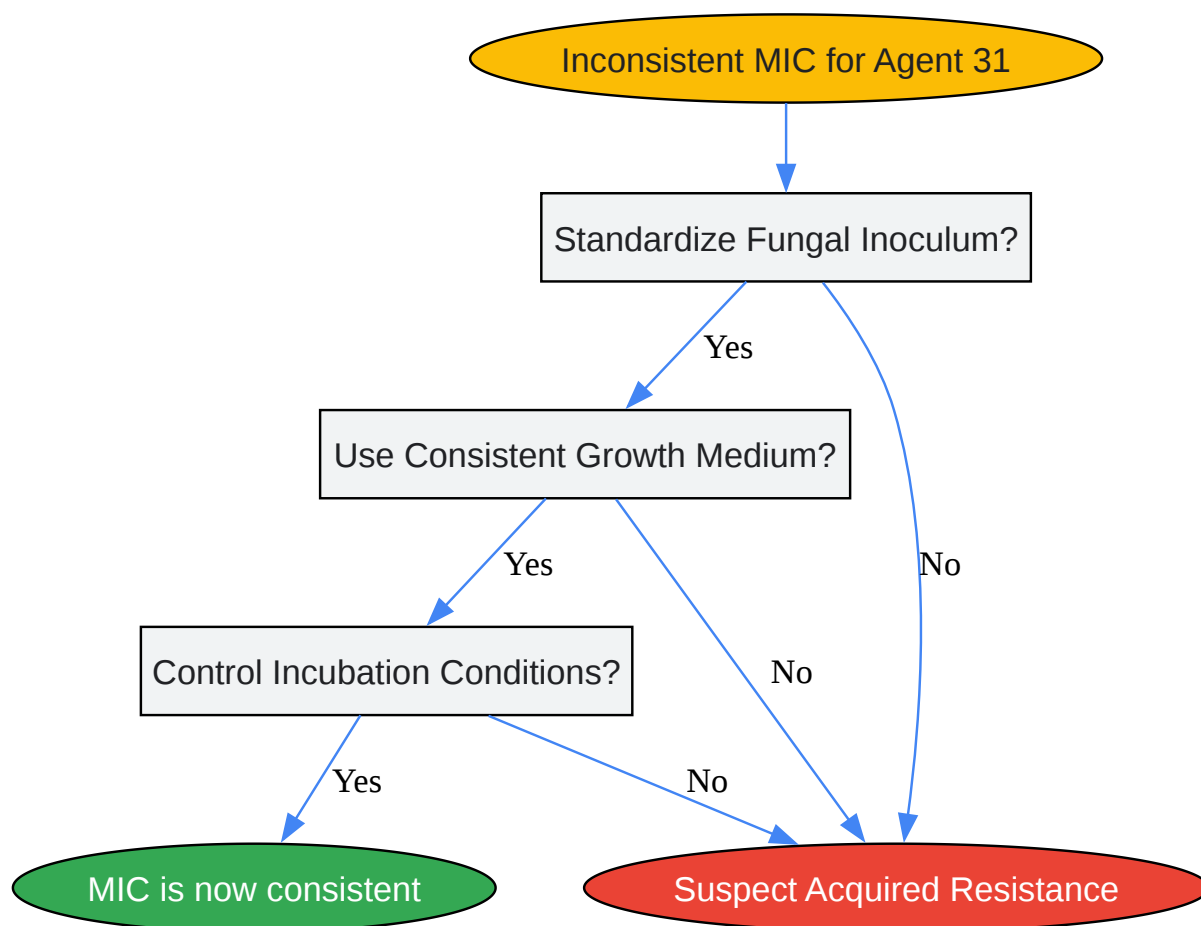 Inconsistent MIC for Agent 31
Standardize Fungal Inoculum?
Yes
Use Consistent Growth Medium?
Yes
No
Control Incubation Conditions?
No
Yes
No
MIC is now consistent
Suspect Acquired Resistance